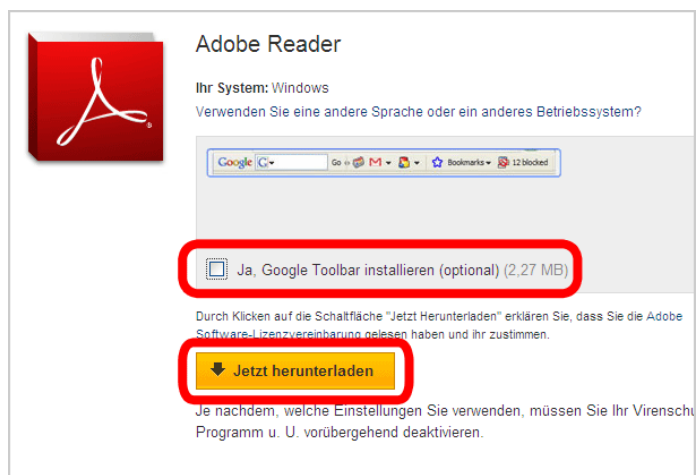 Adobe Reader
Ihr System: Windows
Verwenden Sie eine andere Sprache oder ein anderes Betriebssystem?
Google G Go Bookmarks 12 blocked
Ja, Google Toolbar installieren (optional) (2,27 MB)
Durch Klicken auf die Schaltfläche "Jetzt Herunterladen" erklären Sie, dass Sie die Adobe
Software-Lizenzvereinbarung gelesen haben und ihr zustimmen.
Jetzt herunterladen
Je nachdem, welche Einstellungen Sie verwenden, müssen Sie Ihr Virenschu
Programm u. U. vorübergehend deaktivieren.